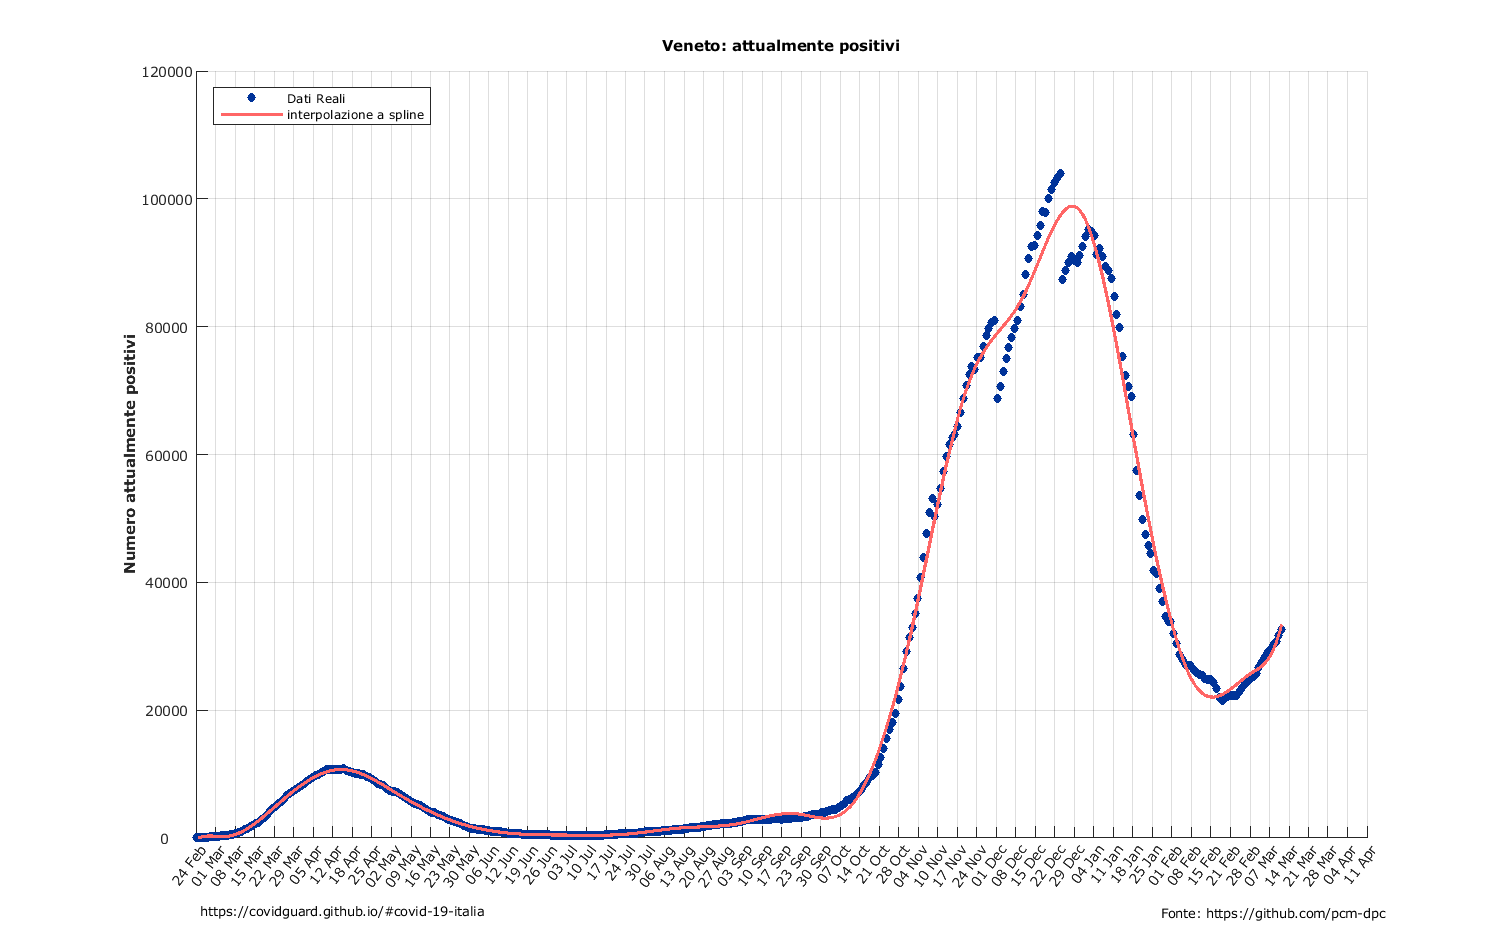 Veneto: attualmente positivi
120000
Dati Reali
interpolazione a spline
100000
80000
60000
40000
20000
0
Numero attualmente positivi
24 Feb
01 Mar
08 Mar
15 Mar
22 Mar
29 Mar
05 Apr
12 Apr
18 Apr
25 Apr
02 May
09 May
16 May
23 May
30 May
06 Jun
12 Jun
19 Jun
26 Jun
03 Jul
10 Jul
17 Jul
24 Jul
30 Jul
06 Aug
13 Aug
20 Aug
27 Aug
03 Sep
10 Sep
17 Sep
23 Sep
30 Sep
07 Oct
14 Oct
21 Oct
28 Oct
04 Nov
10 Nov
17 Nov
24 Nov
01 Dec
08 Dec
15 Dec
22 Dec
29 Dec
04 Jan
11 Jan
18 Jan
25 Jan
01 Feb
08 Feb
15 Feb
21 Feb
28 Feb
07 Mar
14 Mar
21 Mar
28 Mar
04 Apr
11 Apr
https://covidguard.github.io/#covid-19-italia
Fonte: https://github.com/pcm-dpc